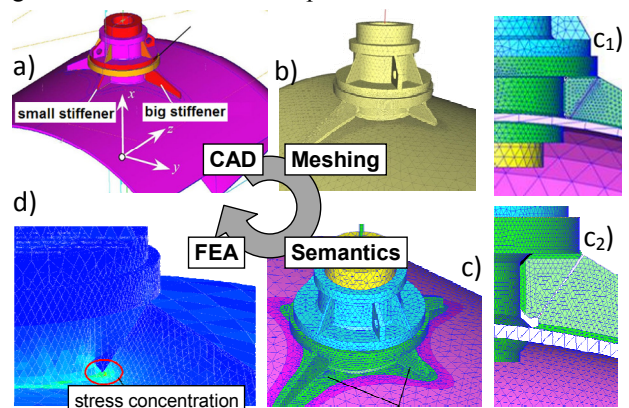 a)
small stiffener
big stiffener
x
z
y
b)
c₁)
CAD
Meshing
d)
FEA
Semantics
c)
c₂)
stress concentration